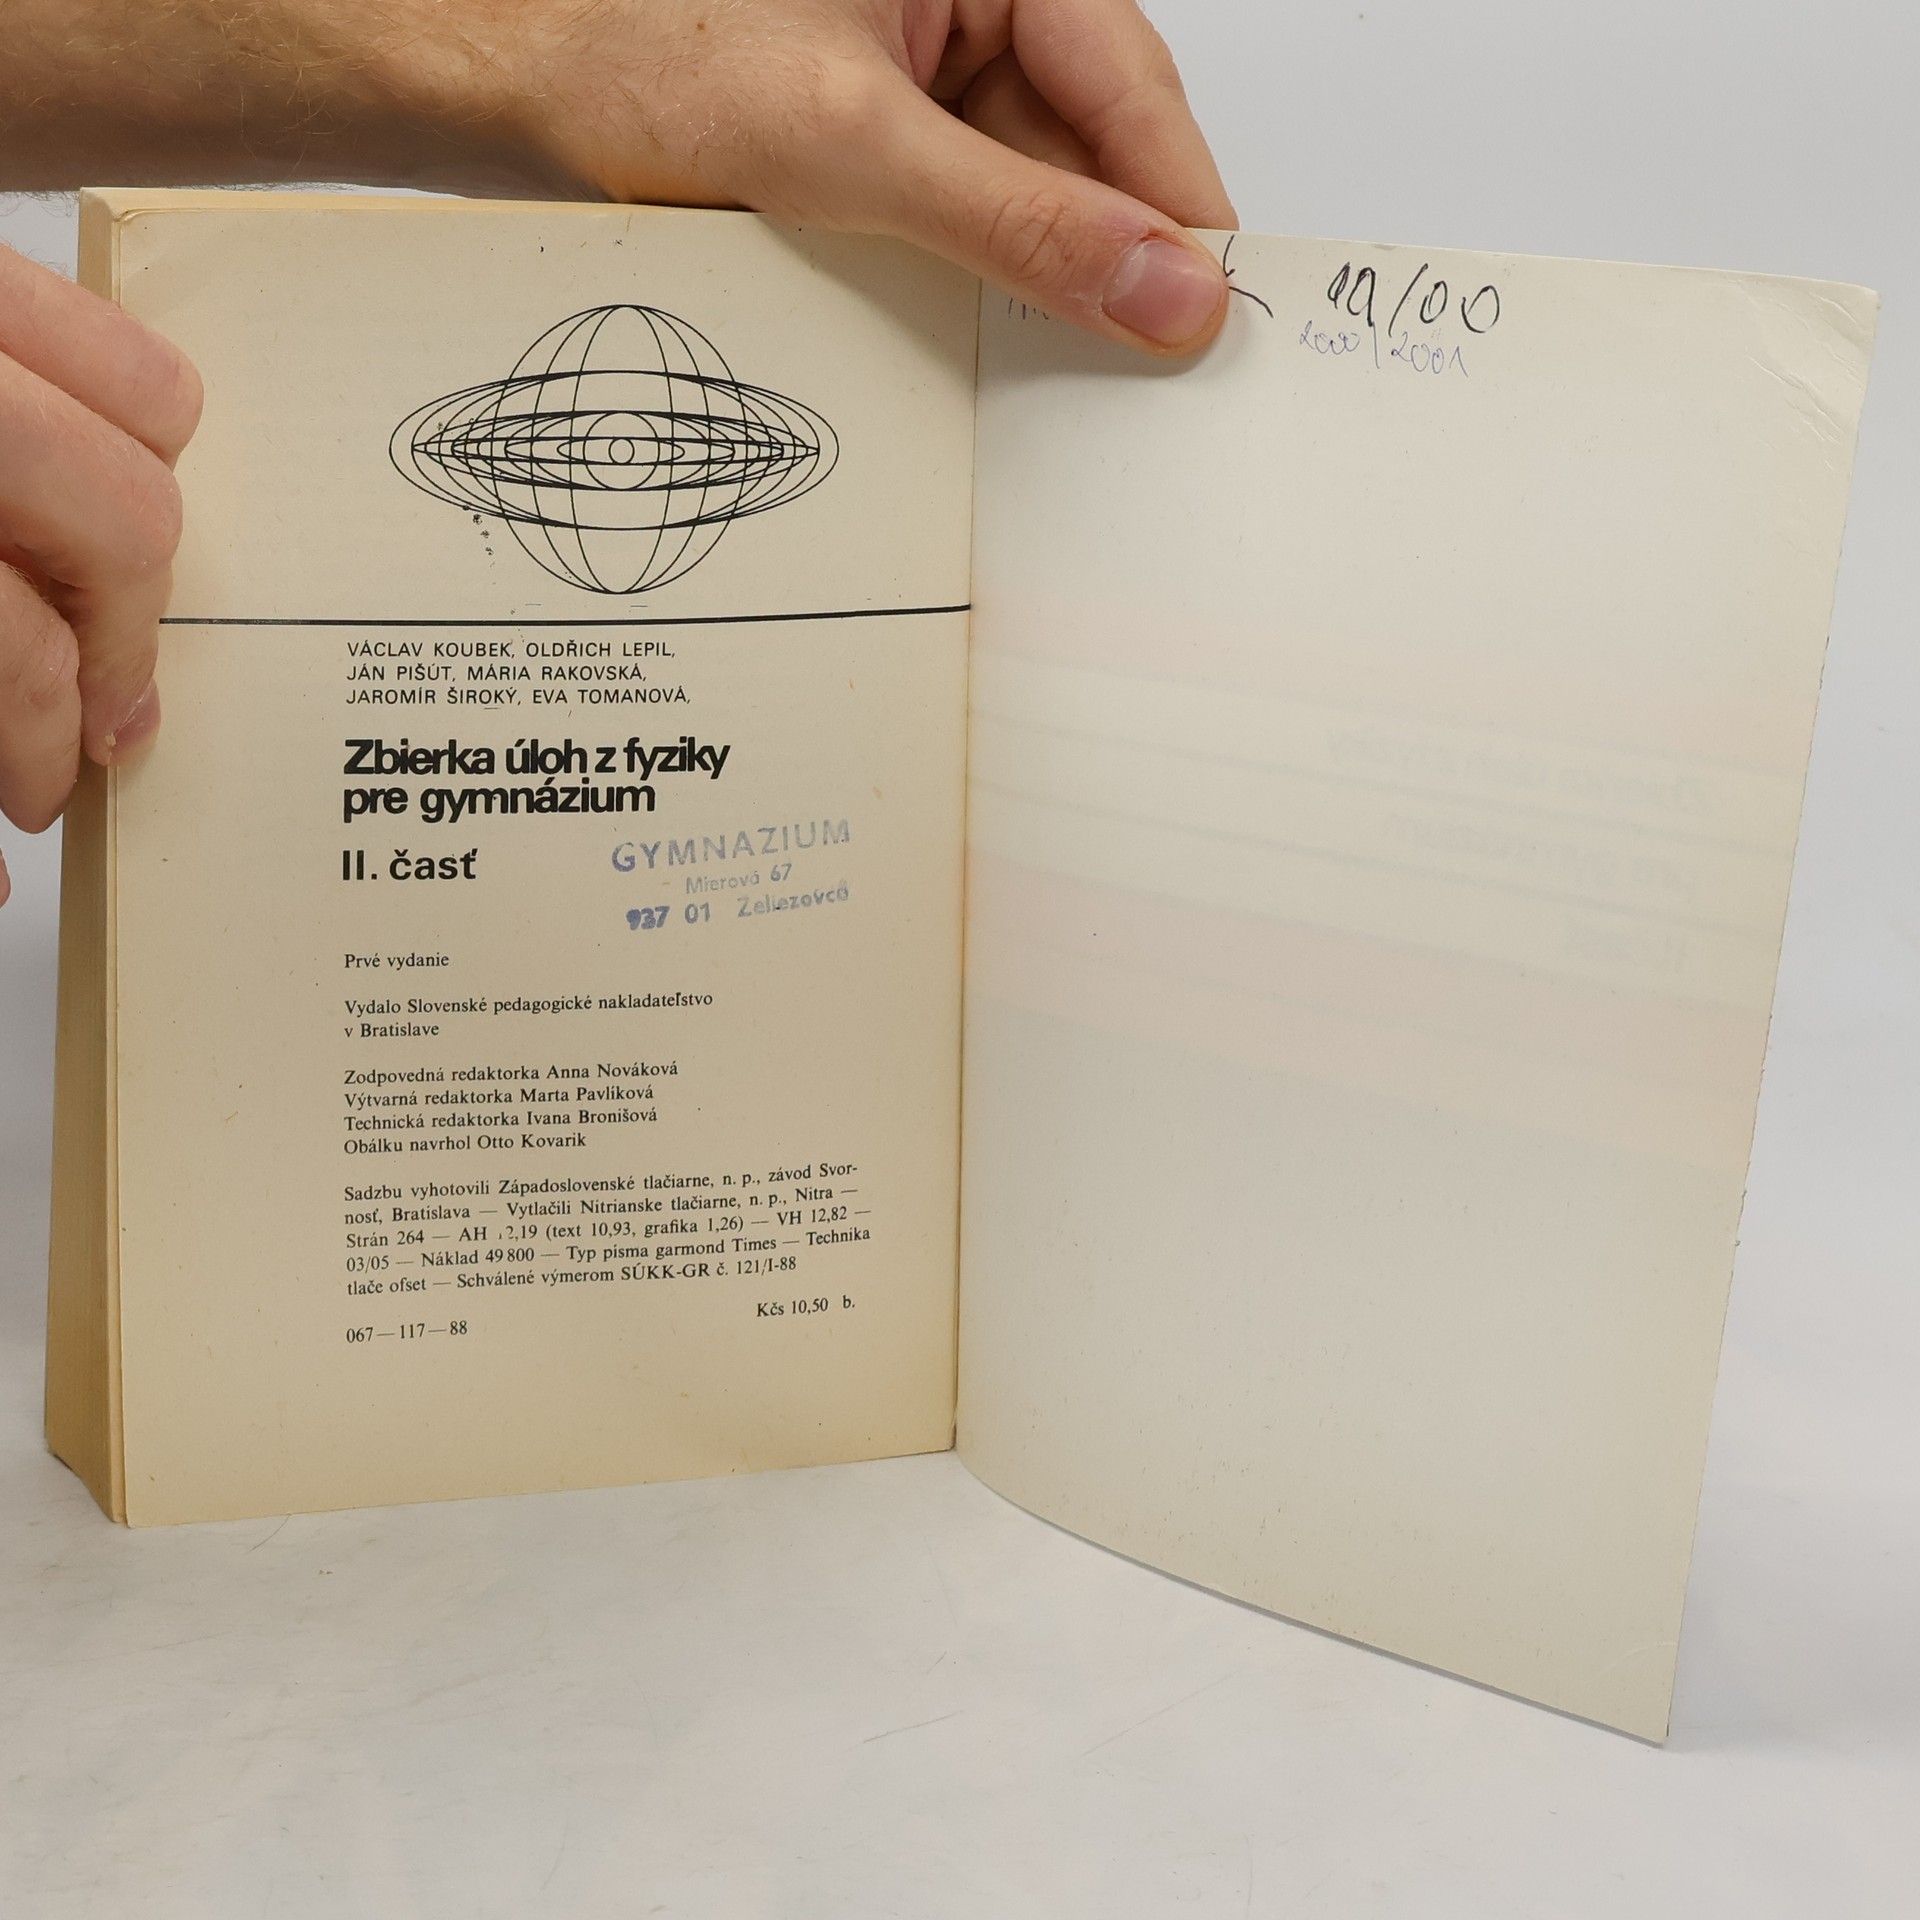 VÁCLAV KOUBEK, OLDŘICH LEPIL,
JÁN PIŠÚT, MÁRIA RAKOVSKÁ,
JAROMÍR ŠIROKÝ, EVA TOMANOVÁ,
Zbierka úloh z fyziky
pre gymnázium
II. časť
GYMNAZIUM
Mierová 67
937 01 Želiezovce
Prvé vydanie
Vydalo Slovenské pedagogické nakladateľstvo
v Bratislave
Zodpovedná redaktorka Anna Nováková
Výtvarná redaktorka Marta Pavlíková
Technická redaktorka Ivana Bronišová
Obálku navrhol Otto Kovarik
Sadzbu vyhotovili Západoslovenské tlačiarne, n. p., závod Svor-
nosť, Bratislava — Vytlačili Nitrianske tlačiarne, n. p., Nitra —
Strán 264 — AH 12,19 (text 10,93, grafika 1,26) — VH 12,82 —
03/05 — Náklad 49 800 — Typ písma garmond Times — Technika
tlače ofset — Schválené výmerom SÚKK-GR č. 121/I-88
Kčs 10,50 b.
067—117—88
99/00
2000/2001